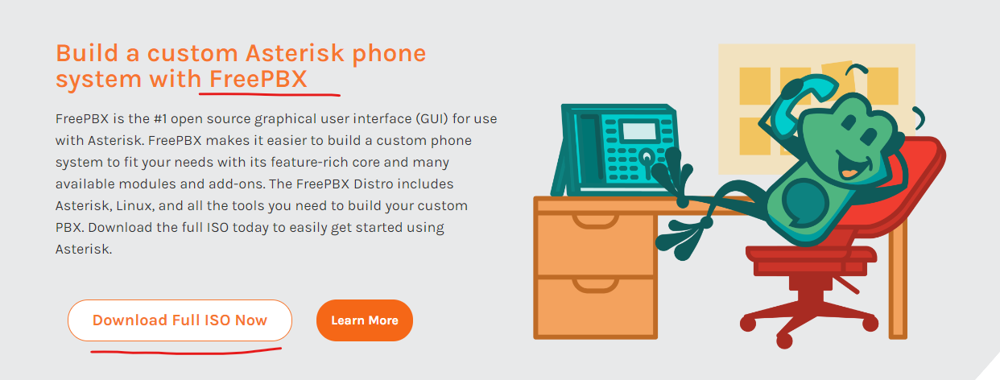 Build a custom Asterisk phone
system with FreePBX
FreePBX is the #1 open source graphical user interface (GUI) for use
with Asterisk. FreePBX makes it easier to build a custom phone
system to fit your needs with its feature-rich core and many
available modules and add-ons. The FreePBX Distro includes
Asterisk, Linux, and all the tools you need to build your custom
PBX. Download the full ISO today to easily get started using
Asterisk.
Download Full ISO Now
Learn More